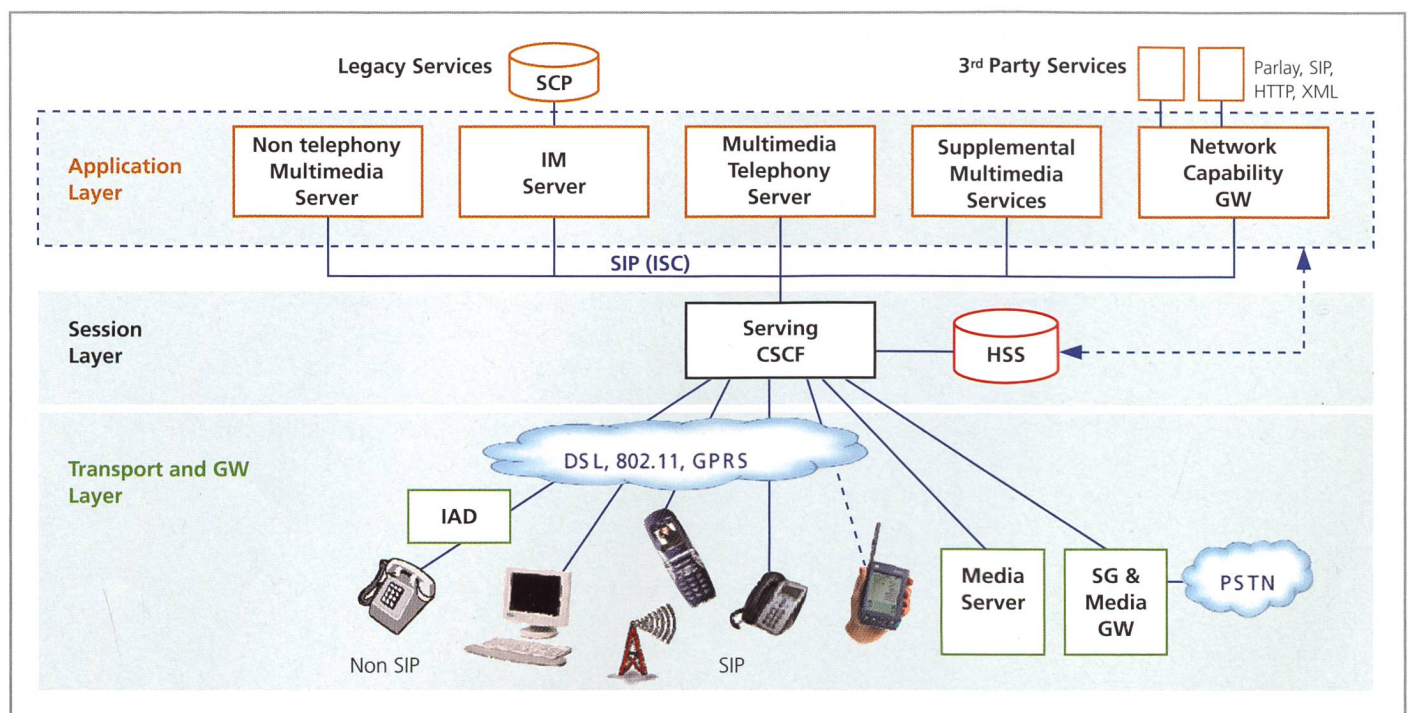 Legacy Services
SCP
3rd Party Services
Parlay, SIP,
HTTP, XML
Application
Layer
Non telephony
Multimedia
Server
IM
Server
Multimedia
Telephony
Server
Supplemental
Multimedia
Services
Network
Capability
GW
SIP (ISC)
Session
Layer
Serving
CSCF
HSS
Transport and GW
Layer
DSL, 802.11, GPRS
IAD
Media
Server
SG &
Media
GW
PSTN
Non SIP
SIP